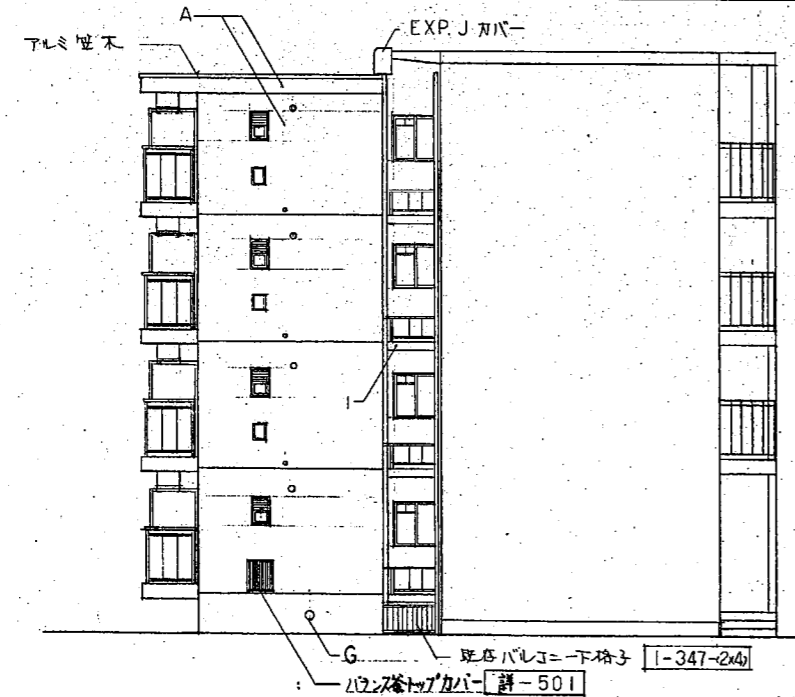 A
EXP.J カバー
アルミ笠木
I
G
既存バルコニー下格子 1-347-(2x4)
バランス釜トップカバー 詳-501